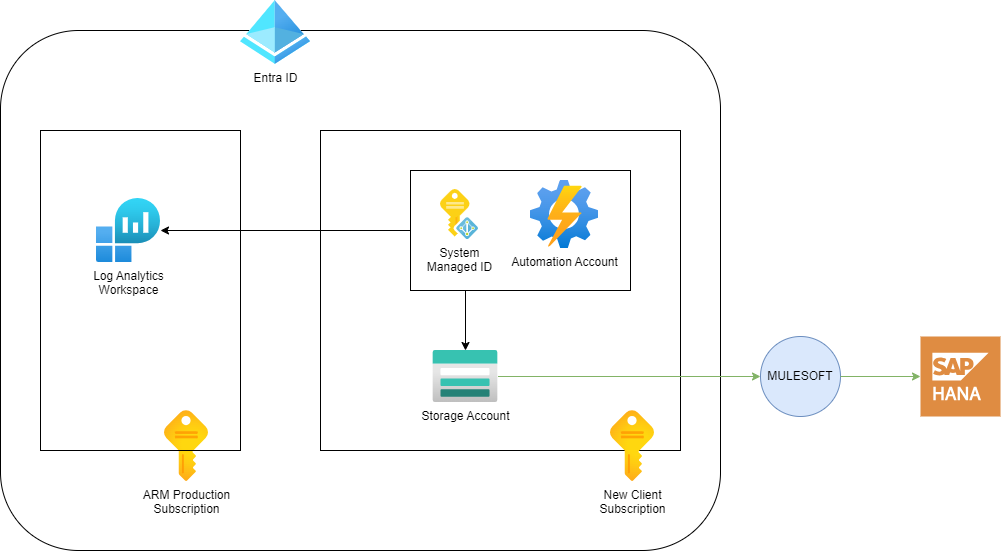 Entra ID
Log Analytics
Workspace
System
Managed ID
Automation Account
Storage Account
MULESOFT
SAP
HANA
ARM Production
Subscription
New Client
Subscription